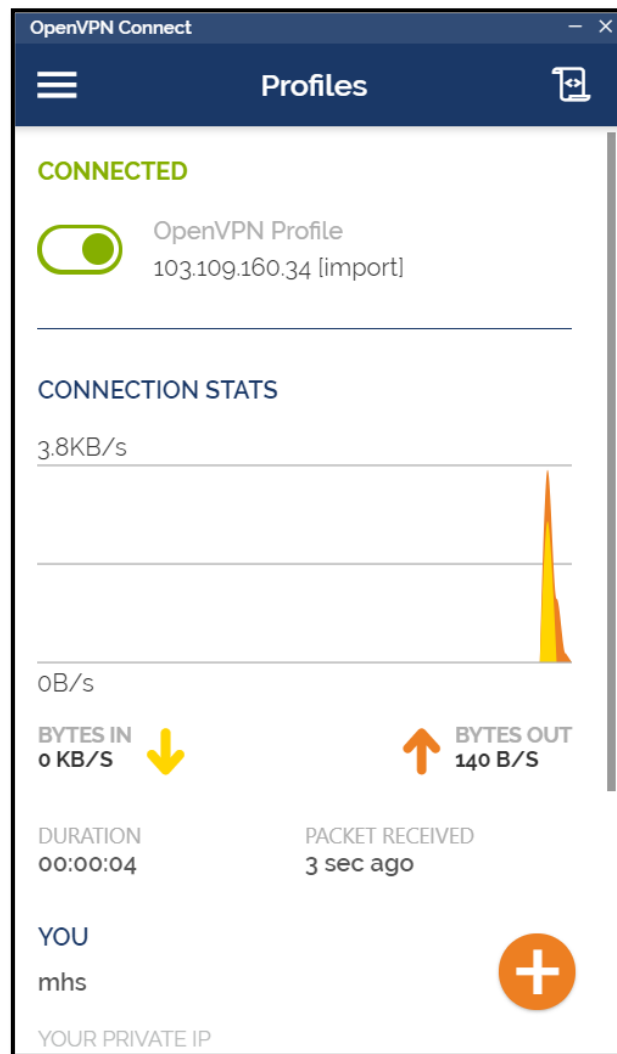 OpenVPN Connect
Profiles
CONNECTED
OpenVPN Profile
103.109.160.34 [import]
CONNECTION STATS
3.8KB/s
0B/s
BYTES IN
0 KB/S
BYTES OUT
140 B/S
DURATION
00:00:04
PACKET RECEIVED
3 sec ago
YOU
mhs
YOUR PRIVATE IP